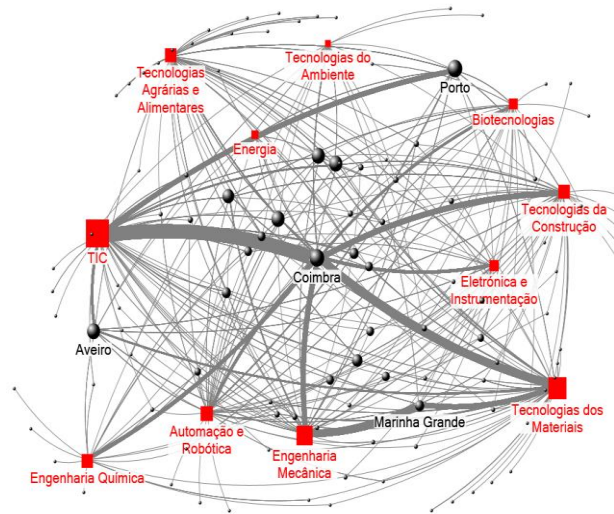 Tecnologias
Agrárias e
Alimentares
Tecnologias do
Ambiente
Porto
Biotecnologias
Energia
Tecnologias da
Construção
TIC
Coimbra
Eletrónica e
Instrumentação
Aveiro
Marinha Grande
Tecnologias dos
Materiais
Automação e
Robótica
Engenharia
Mecânica
Engenharia Química